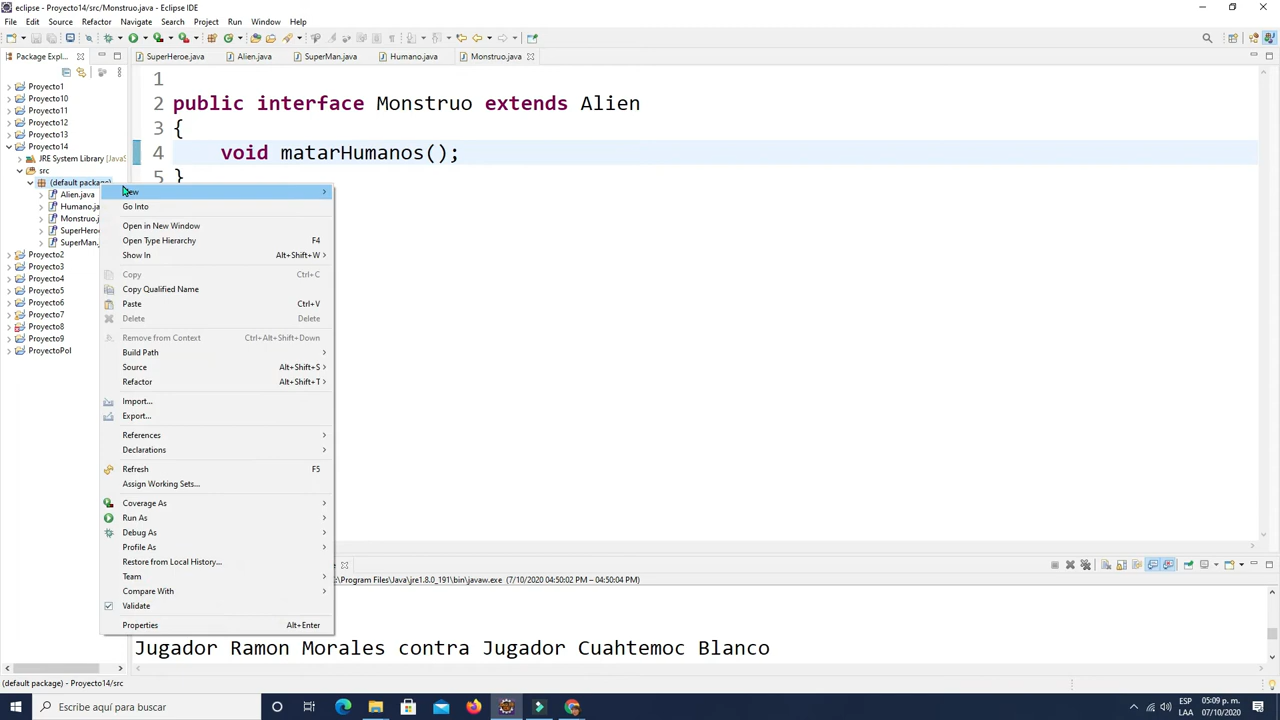 eclipse - Proyecto14/src/Monstruo.java - Eclipse IDE
File Edit Source Refactor Navigate Search Project Run Window Help
Package Expl...
SuperHeroe.java Alien.java SuperMan.java Humano.java Monstruo.java
Proyecto1
Proyecto10
Proyecto11
Proyecto12
Proyecto13
Proyecto14
JRE System Library [JavaS
src
(default package)
Alien.java
Humano.ja
Monstruo.j
SuperHeroe
SuperMan.
Proyecto2
Proyecto3
Proyecto4
Proyecto5
Proyecto6
Proyecto7
Proyecto8
Proyecto9
ProyectoPol
1
2 public interface Monstruo extends Alien
3 {
4 void matarHumanos();
5 }
New
Go Into
Open in New Window
Open Type Hierarchy F4
Show In Alt+Shift+W
Copy Ctrl+C
Copy Qualified Name
Paste Ctrl+V
Delete Delete
Remove from Context Ctrl+Alt+Shift+Down
Build Path
Source Alt+Shift+S
Refactor Alt+Shift+T
Import...
Export...
References
Declarations
Refresh F5
Assign Working Sets...
Coverage As
Run As
Debug As
Profile As
Restore from Local History...
Team
Compare With
Validate
Properties Alt+Enter
:\Program Files\Java\jre1.8.0_191\bin\javaw.exe (7/10/2020 04:50:02 PM – 04:50:04 PM)
Jugador Ramon Morales contra Jugador Cuahtemoc Blanco
(default package) - Proyecto14/src
Escribe aquí para buscar
ESP 05:09 p. m.
LAA 07/10/2020